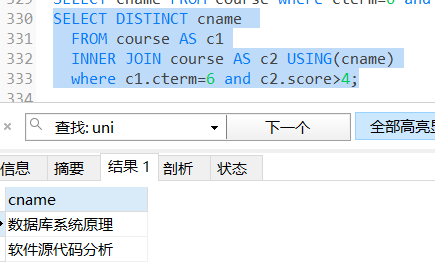 SELECT cname FROM course where cterm=6 and
330 SELECT DISTINCT cname
331 FROM course AS c1
332 INNER JOIN course AS c2 USING(cname)
333 where c1.cterm=6 and c2.score>4;
334
× 查找: uni 下一个 全部高亮显
信息 摘要 结果 1 剖析 状态
cname
数据库系统原理
软件源代码分析